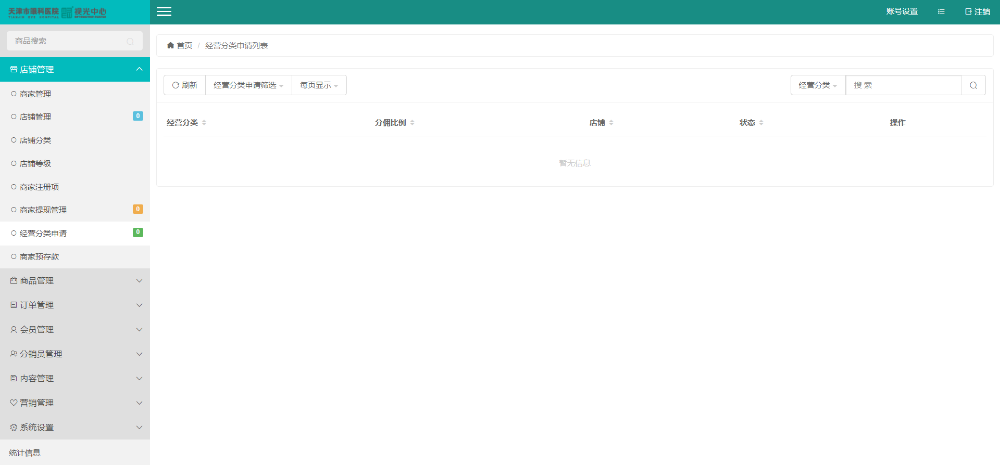 天津市眼科医院 视光中心
TIANJIN EYE HOSPITAL OPTOMETRIC CENTER
账号设置
注销
商品搜索
首页 / 经营分类申请列表
店铺管理
商家管理
店铺管理 0
店铺分类
店铺等级
商家注册项
商家提现管理 0
经营分类申请 0
商家预存款
商品管理
订单管理
会员管理
分销员管理
内容管理
营销管理
系统设置
统计信息
刷新 经营分类申请筛选 每页显示
经营分类 搜 索
经营分类 分佣比例 店铺 状态 操作
暂无信息